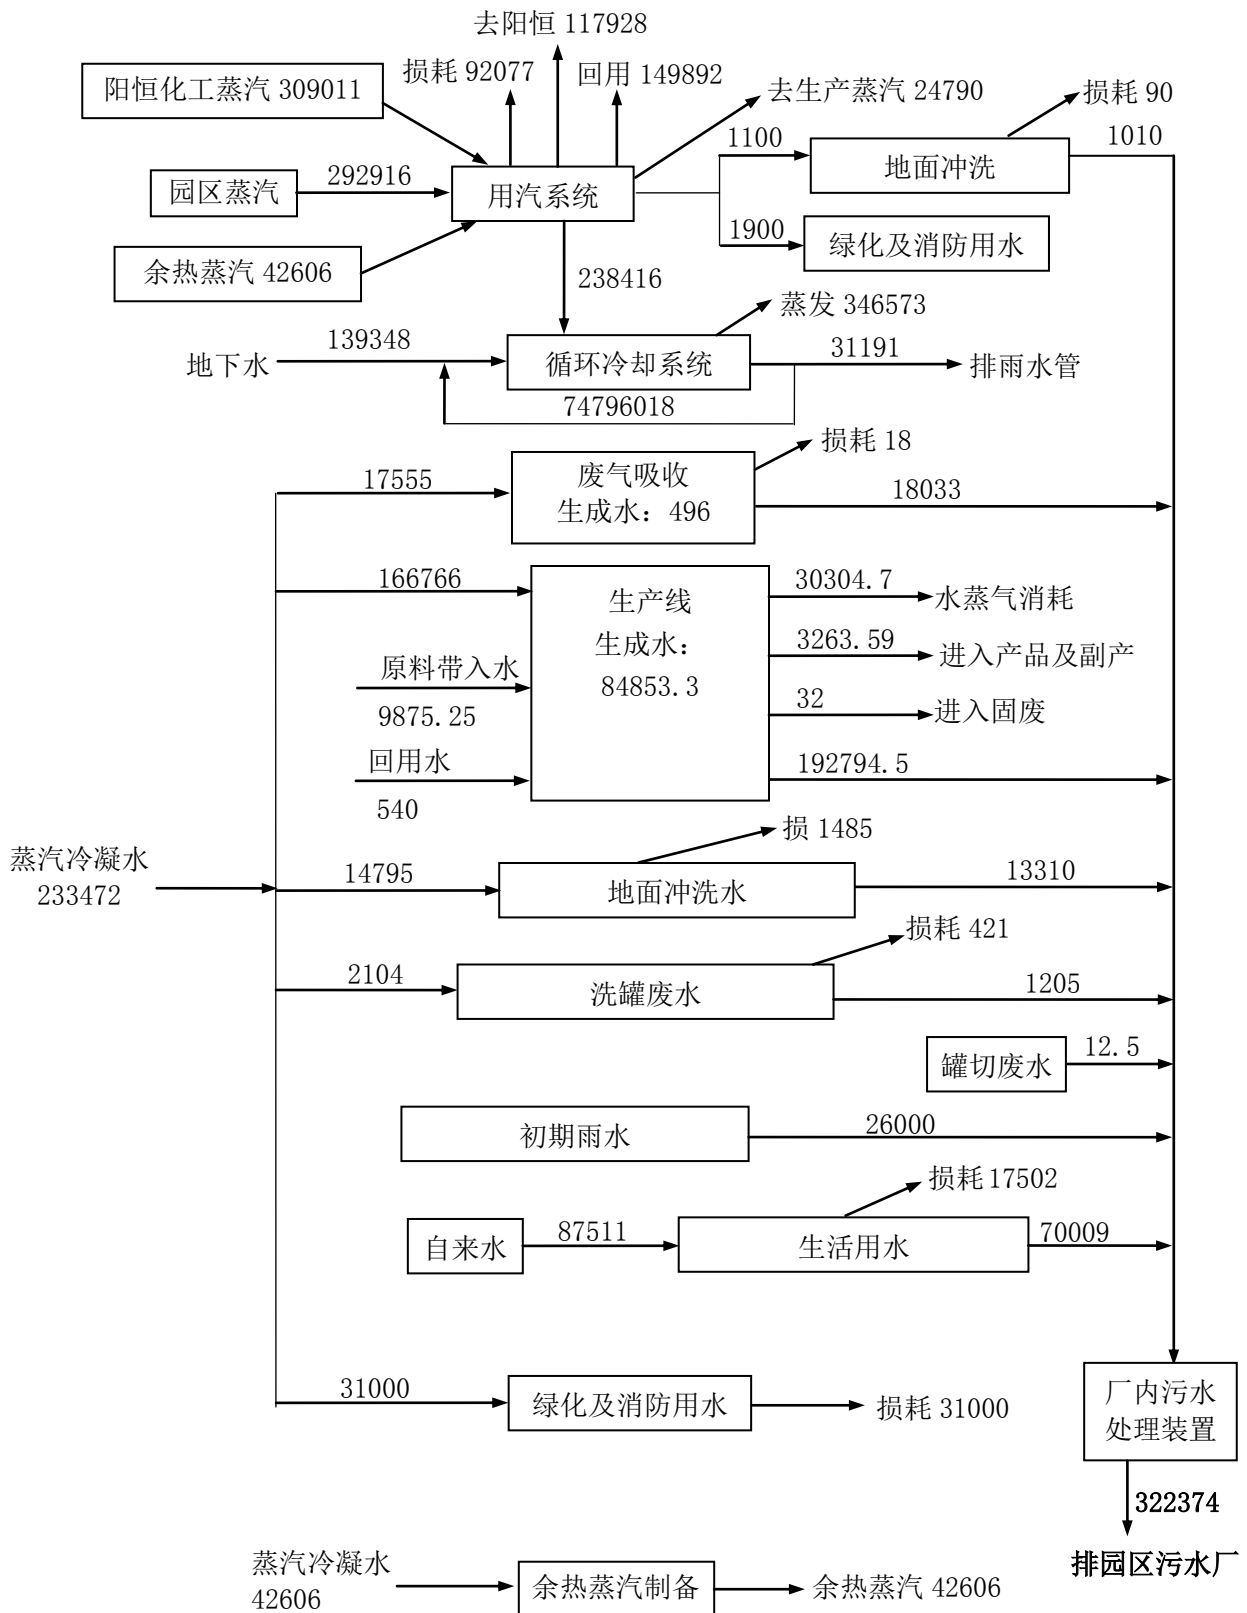 去阳恒 117928
损耗 92077
回用 149892
阳恒化工蒸汽 309011
去生产蒸汽 24790
损耗 90
1100
1010
地面冲洗
园区蒸汽
292916
用汽系统
1900
绿化及消防用水
余热蒸汽 42606
238416
蒸发 346573
地下水
139348
循环冷却系统
31191
排雨水管
74796018
损耗 18
17555
废气吸收
生成水：496
18033
166766
生产线
生成水：
84853.3
30304.7
水蒸气消耗
3263.59
进入产品及副产
原料带入水
9875.25
32
进入固废
回用水
540
192794.5
损 1485
蒸汽冷凝水
233472
14795
地面冲洗水
13310
损耗 421
2104
洗罐废水
1205
罐切废水
12.5
初期雨水
26000
损耗 17502
自来水
87511
生活用水
70009
31000
绿化及消防用水
损耗 31000
厂内污水
处理装置
322374
排园区污水厂
蒸汽冷凝水
42606
余热蒸汽制备
余热蒸汽 42606